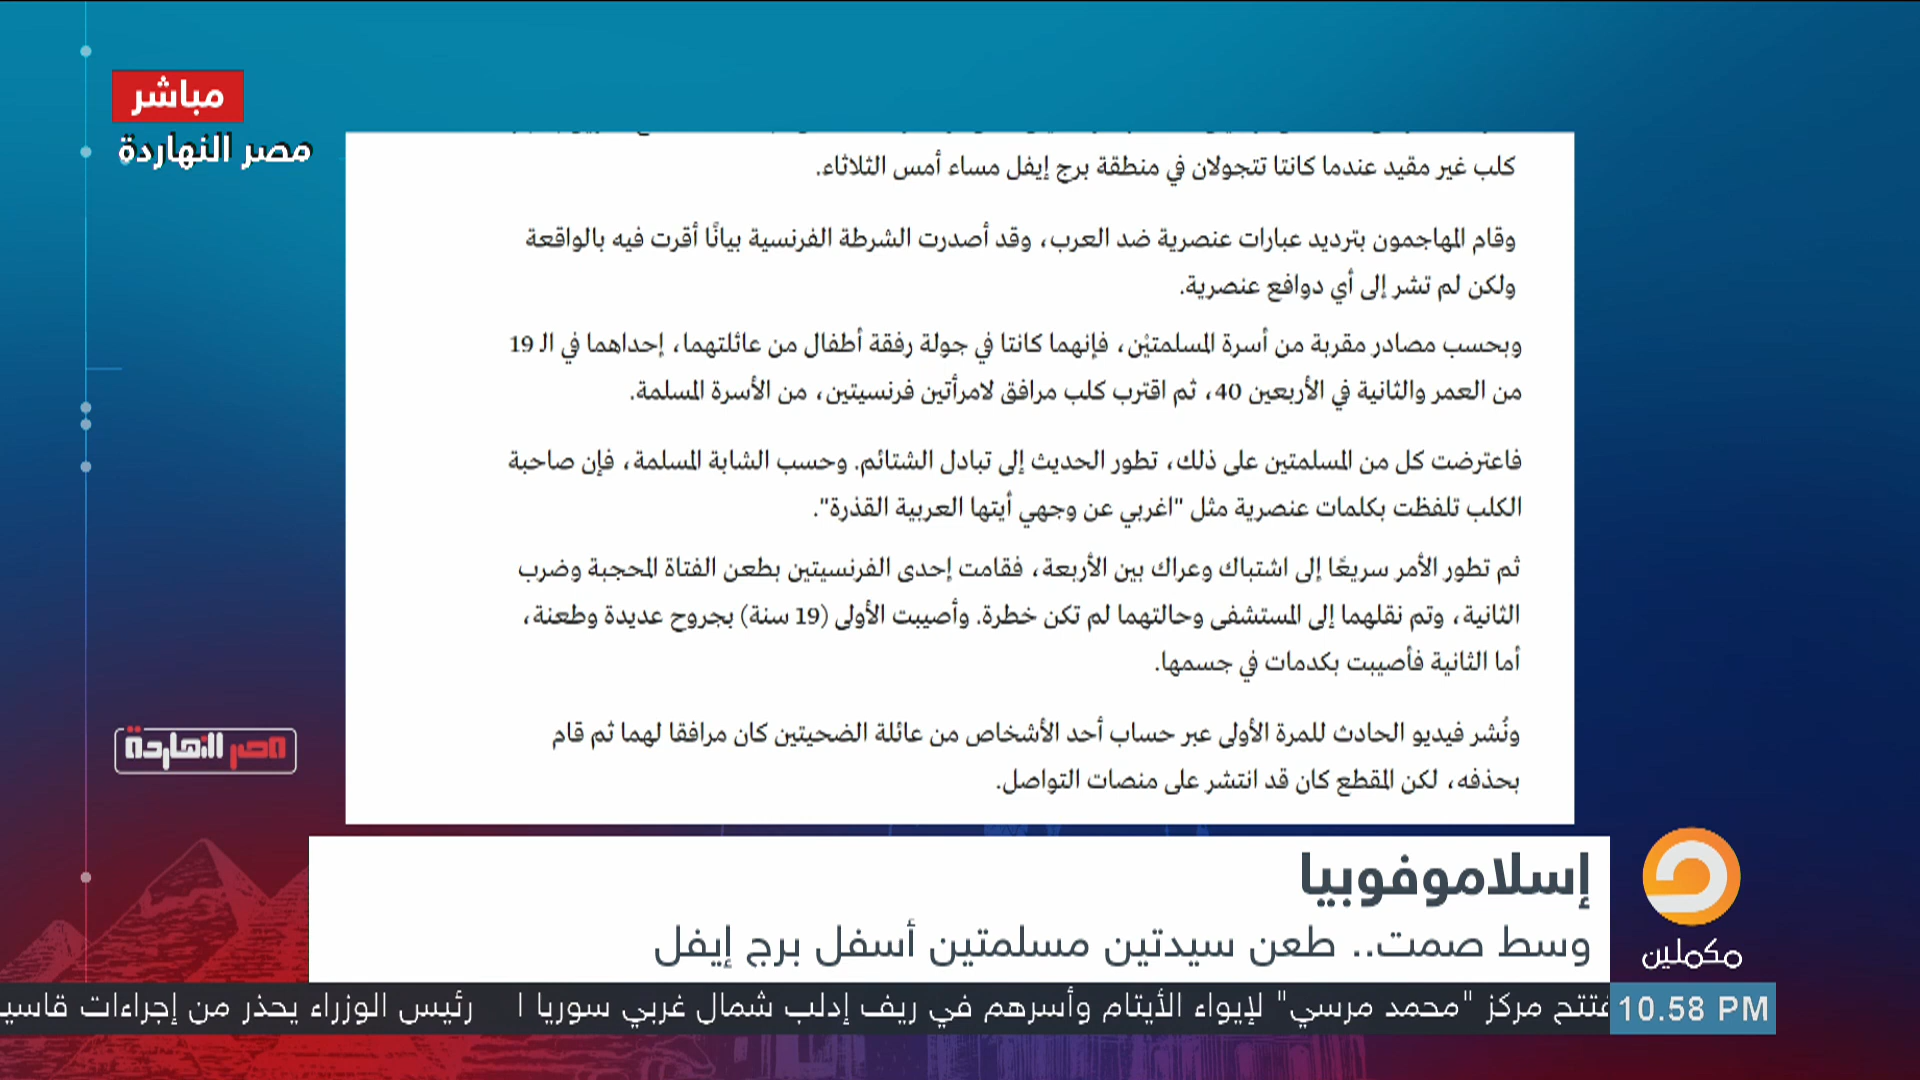 مباشر
مصر النهاردة
كلب غير مقيد عندما كانتا تتجولان في منطقة برج إيفل مساء أمس الثلاثاء.
وقام المهاجمون بترديد عبارات عنصرية ضد العرب، وقد أصدرت الشرطة الفرنسية بيانًا أقرت فيه بالواقعة
ولكن لم تشر إلى أي دوافع عنصرية.
وبحسب مصادر مقربة من أسرة المسلمتيْن، فإنهما كانتا في جولة رفقة أطفال من عائلتهما، إحداهما في الـ 19
من العمر والثانية في الأربعين 40، ثم اقترب كلب مرافق لامرأتين فرنسيتين، من الأسرة المسلمة.
فاعترضت كل من المسلمتين على ذلك، تطور الحديث إلى تبادل الشتائم. وحسب الشابة المسلمة، فإن صاحبة
الكلب تلفظت بكلمات عنصرية مثل "اغربي عن وجهي أيتها العربية القذرة".
ثم تطور الأمر سريعًا إلى اشتباك وعراك بين الأربعة، فقامت إحدى الفرنسيتين بطعن الفتاة المحجبة وضرب
الثانية، وتم نقلهما إلى المستشفى وحالتهما لم تكن خطرة. وأصيبت الأولى (19 سنة) بجروح عديدة وطعنة،
أما الثانية فأصيبت بكدمات في جسمها.
ونُشر فيديو الحادث للمرة الأولى عبر حساب أحد الأشخاص من عائلة الضحيتين كان مرافقا لهما ثم قام
بحذفه، لكن المقطع كان قد انتشر على منصات التواصل.
مصر النهاردة
إسلاموفوبيا
وسط صمت.. طعن سيدتين مسلمتين أسفل برج إيفل
مكملين
10.58 PM
مركز "محمد مرسي" لإيواء الأيتام وأسرهم في ريف إدلب شمال غربي سوريا رئيس الوزراء يحذر من إجراءات